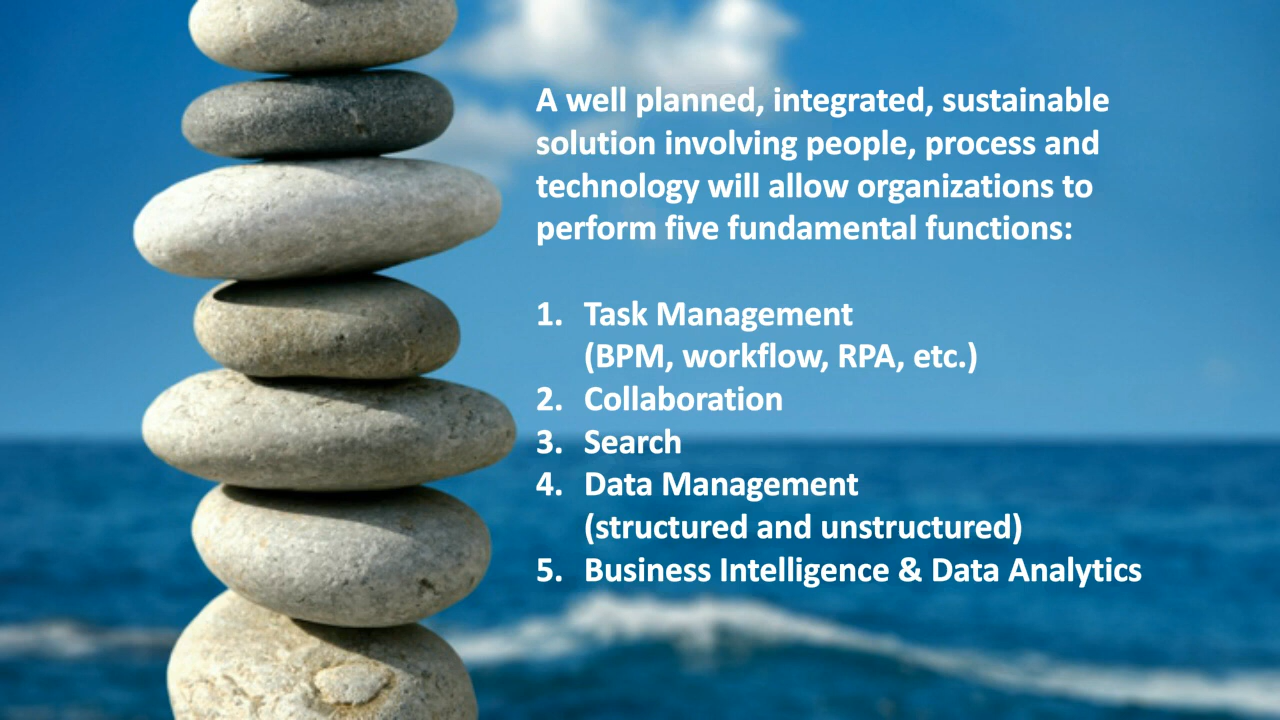 A well planned, integrated, sustainable
solution involving people, process and
technology will allow organizations to
perform five fundamental functions:
1. Task Management
(BPM, workflow, RPA, etc.)
2. Collaboration
3. Search
4. Data Management
(structured and unstructured)
5. Business Intelligence & Data Analytics